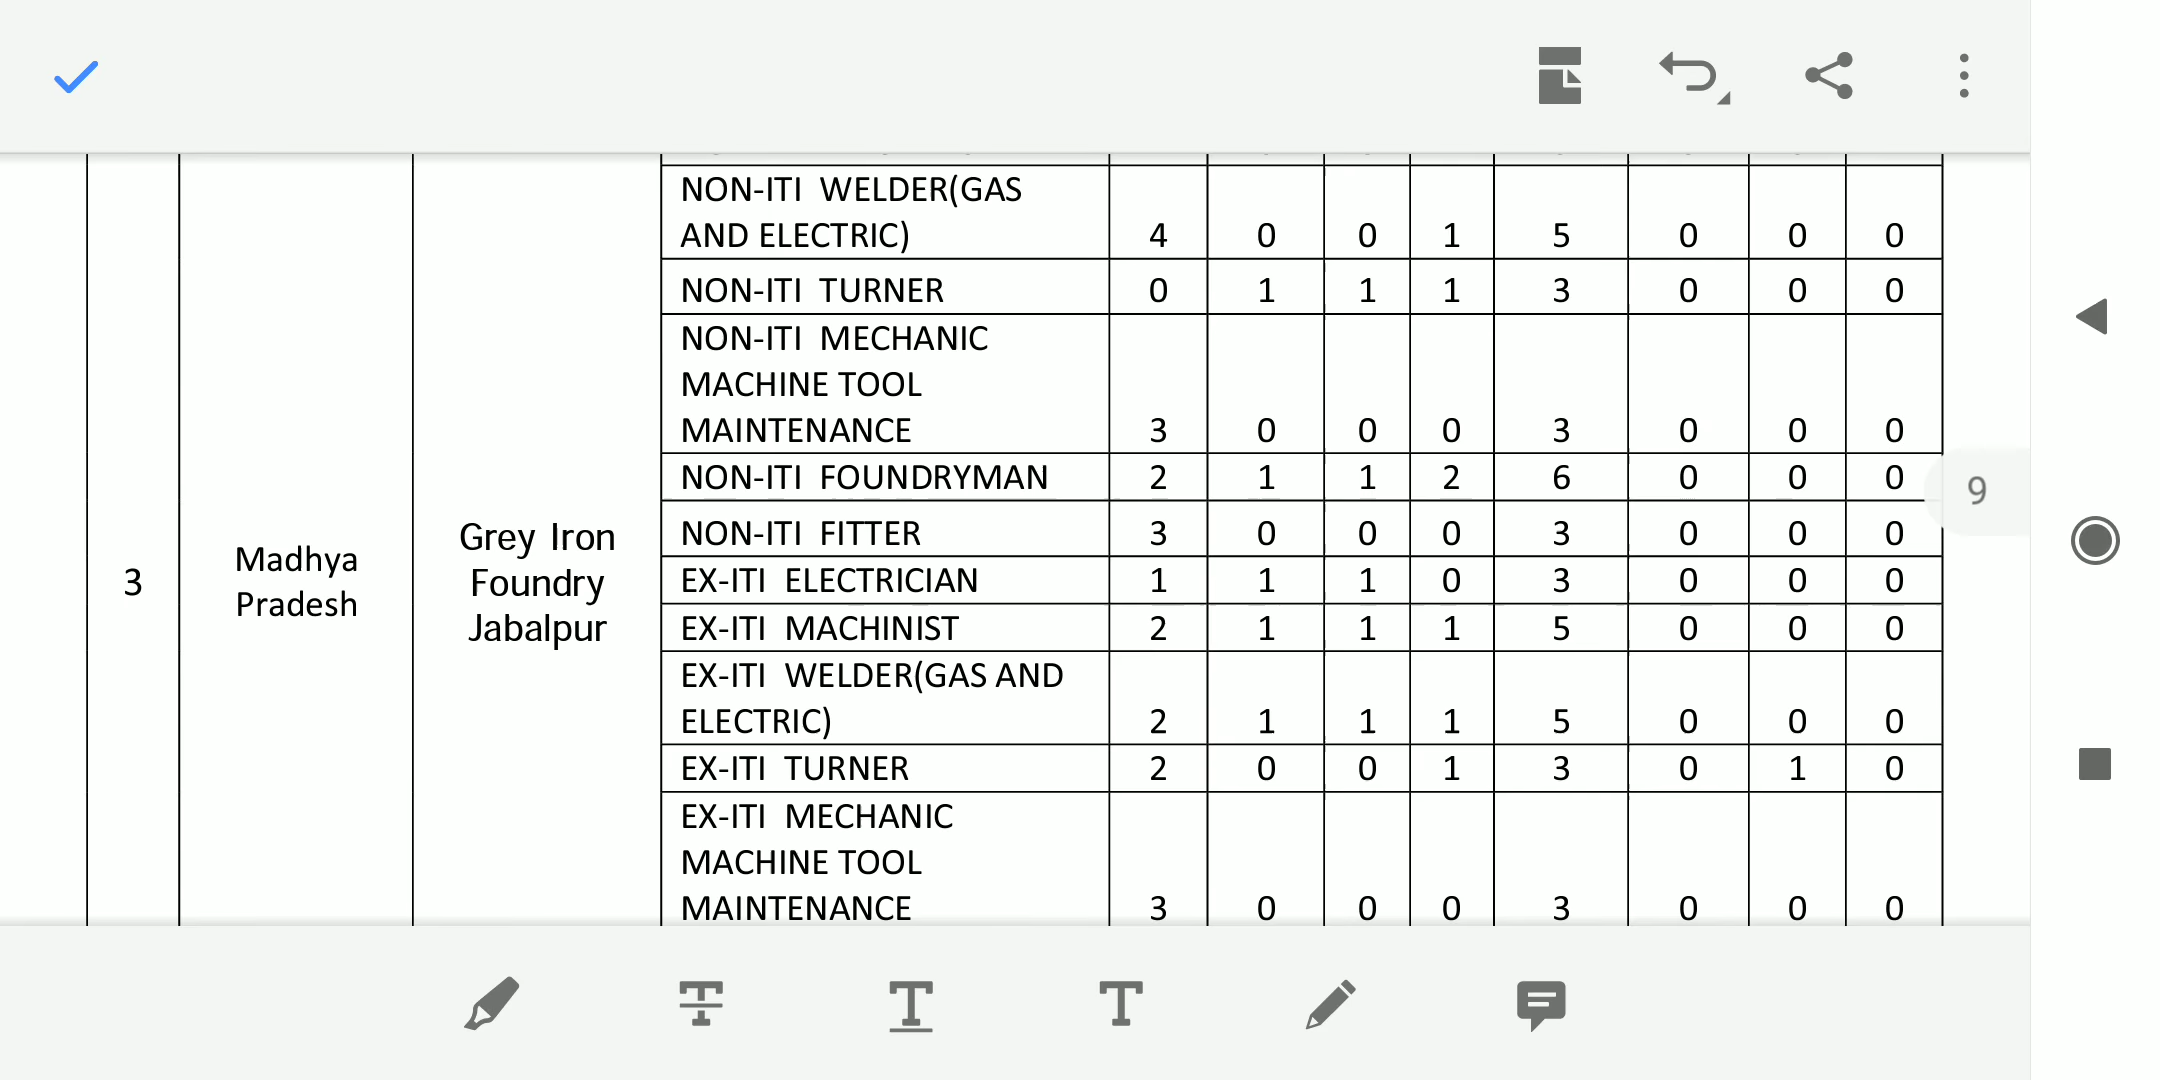 NON-ITI WELDER(GAS
AND ELECTRIC) 4 0 0 1 5 0 0 0
NON-ITI TURNER 0 1 1 1 3 0 0 0
NON-ITI MECHANIC
MACHINE TOOL
MAINTENANCE 3 0 0 0 3 0 0 0
NON-ITI FOUNDRYMAN 2 1 1 2 6 0 0 0
9
NON-ITI FITTER 3 0 0 0 3 0 0 0
3
Madhya
Pradesh
Grey Iron
Foundry
Jabalpur
EX-ITI ELECTRICIAN 1 1 1 0 3 0 0 0
EX-ITI MACHINIST 2 1 1 1 5 0 0 0
EX-ITI WELDER(GAS AND
ELECTRIC) 2 1 1 1 5 0 0 0
EX-ITI TURNER 2 0 0 1 3 0 1 0
EX-ITI MECHANIC
MACHINE TOOL
MAINTENANCE 3 0 0 0 3 0 0 0